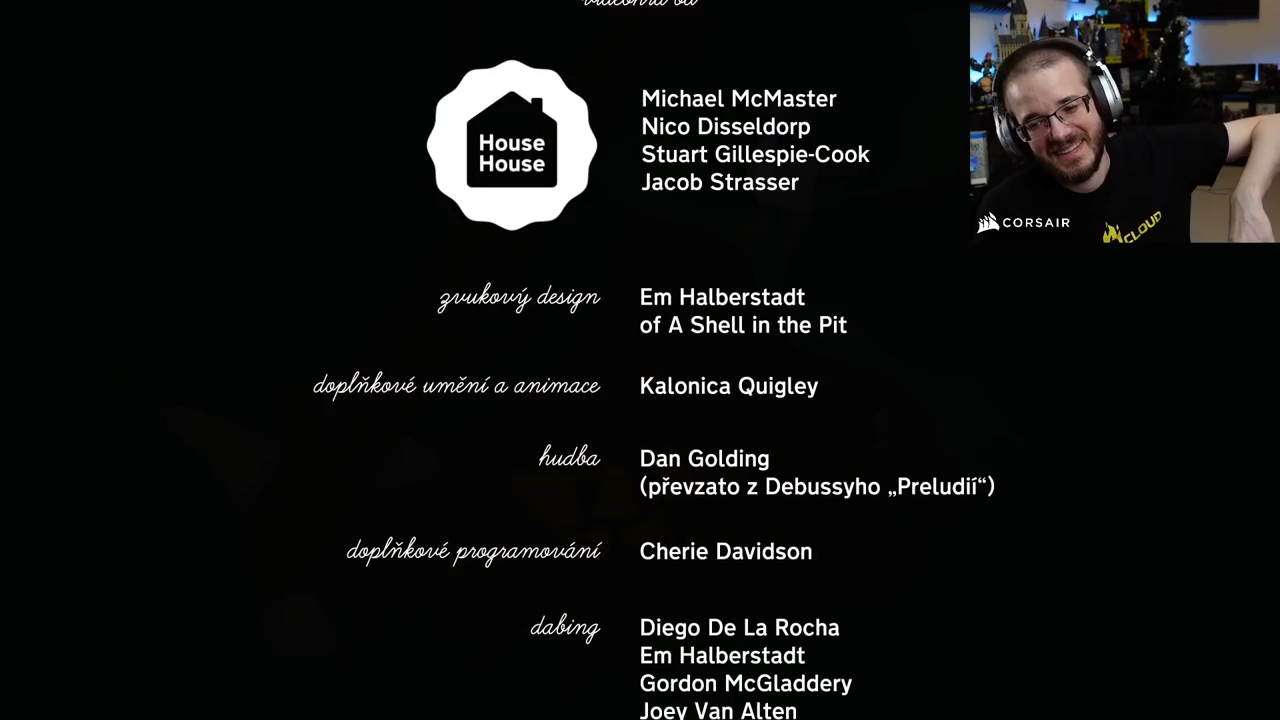 House
House
Michael McMaster
Nico Disseldorp
Stuart Gillespie-Cook
Jacob Strasser
CORSAIR
CLOUD
zvukový design
Em Halberstadt
of A Shell in the Pit
doplňkové umění a animace
Kalonica Quigley
hudba
Dan Golding
(převzato z Debussyho „Preludií“)
doplňkové programování
Cherie Davidson
dabing
Diego De La Rocha
Em Halberstadt
Gordon McGladdery
Joey Van Alten